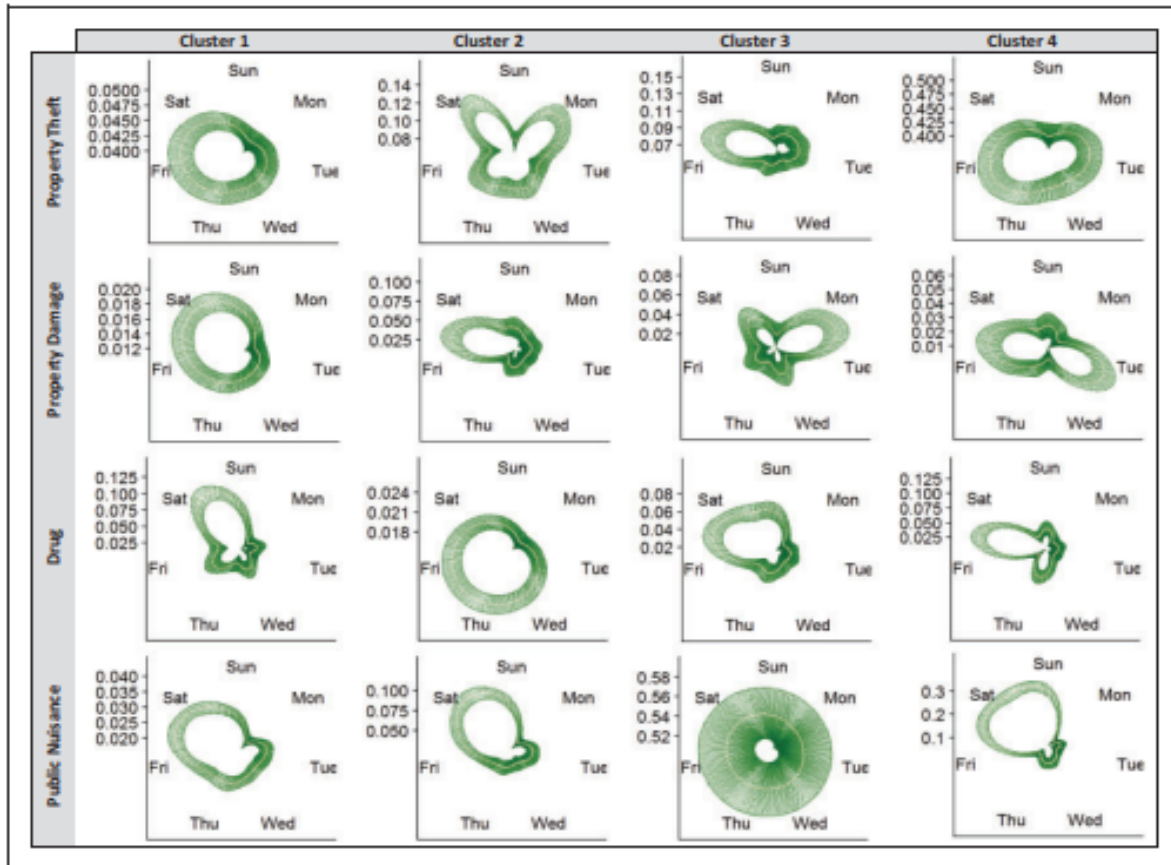 Cluster 1
Cluster 2
Cluster 3
Cluster 4
Property Theft
0.0500
0.0475
0.0450
0.0425
0.0400
Sun
Mon
Tue
Wed
Thu
Fri
Sat
0.14
0.12
0.10
0.08
Sun
Mon
Tue
Wed
Thu
Fri
Sat
0.15
0.13
0.11
0.09
0.07
Sun
Mon
Tue
Wed
Thu
Fri
Sat
0.500
0.475
0.450
0.425
0.400
Sun
Mon
Tue
Wed
Thu
Fri
Sat
Property Damage
0.020
0.018
0.016
0.014
0.012
Sun
Mon
Tue
Wed
Thu
Fri
Sat
0.100
0.075
0.050
0.025
Sun
Mon
Tue
Wed
Thu
Fri
Sat
0.08
0.06
0.04
0.02
Sun
Mon
Tue
Wed
Thu
Fri
Sat
0.06
0.05
0.04
0.03
0.02
0.01
Sun
Mon
Tue
Wed
Thu
Fri
Sat
Drug
0.125
0.100
0.075
0.050
0.025
Sun
Mon
Tue
Wed
Thu
Fri
Sat
0.024
0.021
0.018
Sun
Mon
Tue
Wed
Thu
Fri
Sat
0.08
0.06
0.04
0.02
Sun
Mon
Tue
Wed
Thu
Fri
Sat
0.125
0.100
0.075
0.050
0.025
Sun
Mon
Tue
Wed
Thu
Fri
Sat
Public Nuisance
0.040
0.035
0.030
0.025
0.020
Sun
Mon
Tue
Wed
Thu
Fri
Sat
0.100
0.075
0.050
Sun
Mon
Tue
Wed
Thu
Fri
Sat
0.58
0.56
0.54
0.52
Sun
Mon
Tue
Wed
Thu
Fri
Sat
0.3
0.2
0.1
Sun
Mon
Tue
Wed
Thu
Fri
Sat